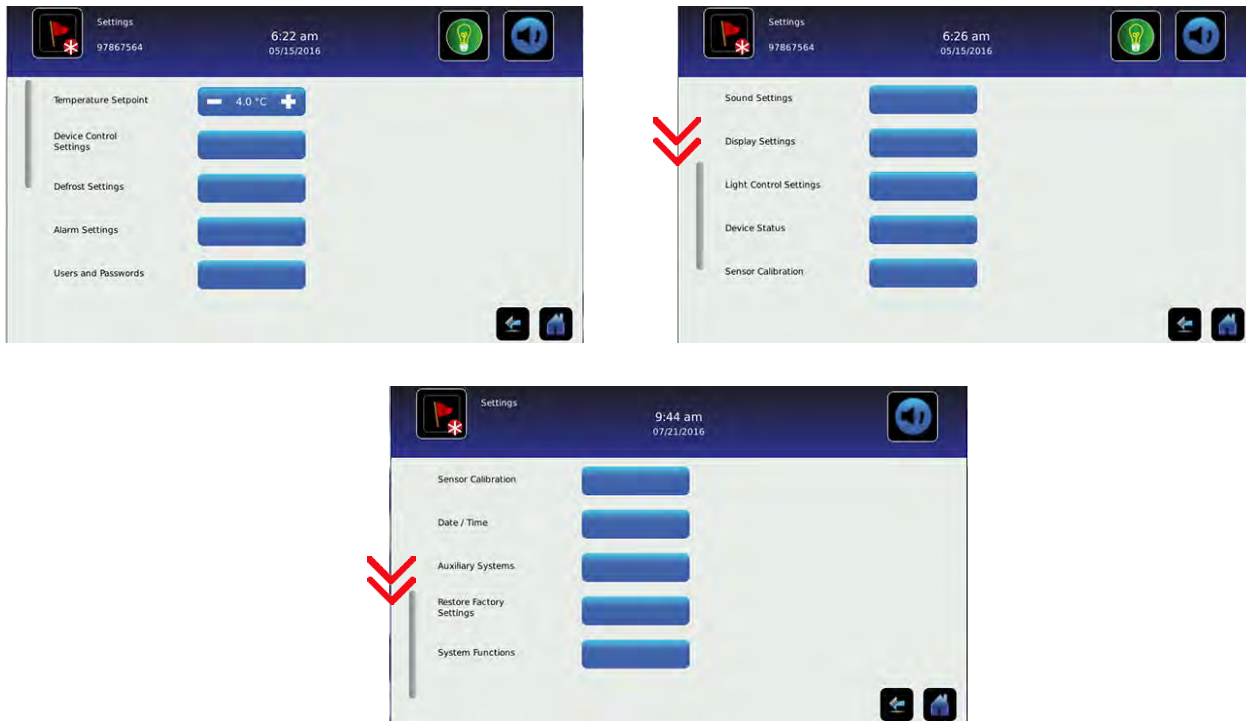 Settings
97867564
6:22 am
05/15/2016
Temperature Setpoint
4.0 °C
Device Control
Settings
Defrost Settings
Alarm Settings
Users and Passwords
Settings
97867564
6:26 am
05/15/2016
Sound Settings
Display Settings
Light Control Settings
Device Status
Sensor Calibration
Settings
9:44 am
07/21/2016
Sensor Calibration
Date / Time
Auxiliary Systems
Restore Factory
Settings
System Functions